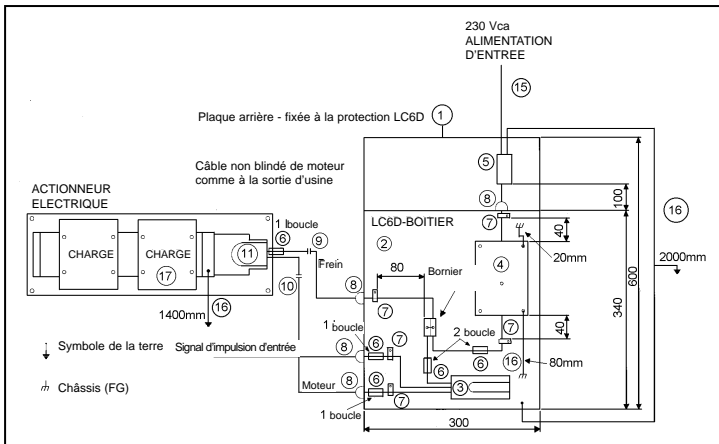 230 Vca
ALIMENTATION
D'ENTREE
15
Plaque arrière - fixée à la protection LC6D
1
5
Câble non blindé de moteur
comme à la sortie d'usine
ACTIONNEUR
ELECTRIQUE
8
100
1 boucle
7
LC6D-BOITIER
16
6
9
40
11
2
20mm
2000mm
CHARGE
CHARGE
Frein
4
600
17
80
Bornier
10
8
340
16
1400mm
7
40
1 boucle
7
2 boucle
7
Symbole de la terre
Signal d'impulsion d'entrée
8
6
6
6
16
80mm
Châssis (FG)
Moteur
8
6
3
7
1 boucle
300